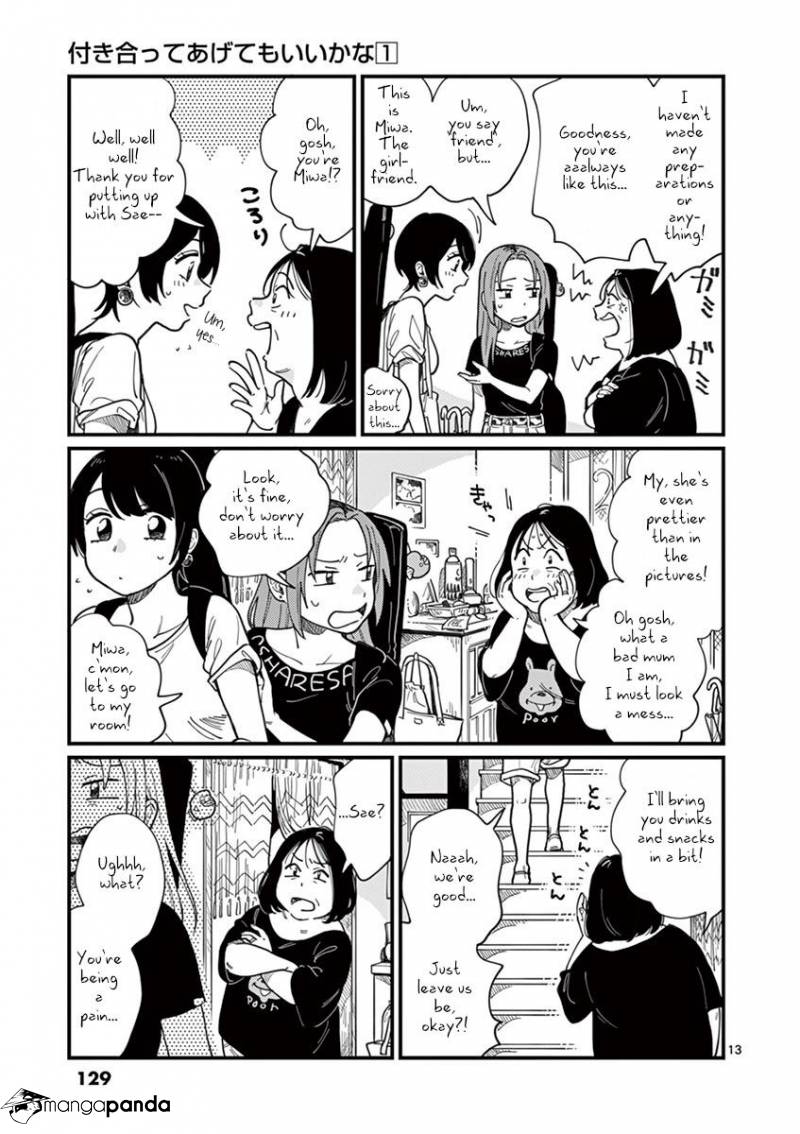 付き合ってあげてもいいかな1
I
haven't
made
any
prep-
arations
or
any-
thing!
Goodness,
you're
aaalways
like this...
ガミ
ガミ
Um,
you say
'friend',
but...
This
is
Miwa.
The
girl-
friend.
SHARESA
Sorry
about
this...
Oh,
gosh,
you're
Miwa!?
ころり
Well, well
well!
Thank you for
putting up
with Sae--
Um,
yes...
My, she's
even
prettier
than in
the
pictures!
Oh gosh,
what a
bad mum
I am,
I must look
a mess...
きゃっ
Poor
Look,
it's fine,
don't worry
about it...
OSHARESA
Miwa,
c'mon,
let's go
to my
room!
I'll bring
you drinks
and snacks
in a bit!
とん
とん
とん
Naaah,
we're
good...
Just
leave us
be,
okay?!
...Sae?
Poor
Ughhh,
what?
You're
being
a
pain...
13
129
mangapanda